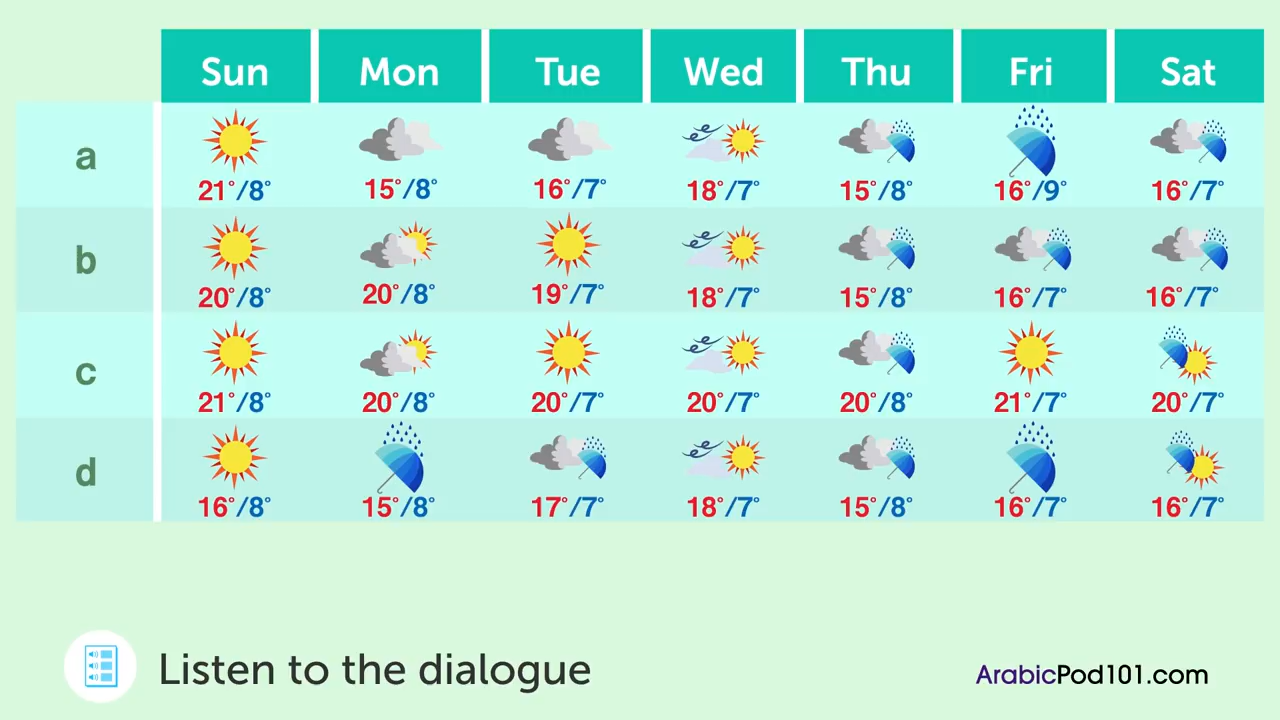 Sun Mon Tue Wed Thu Fri Sat
a 21°/8° 15°/8° 16°/7° 18°/7° 15°/8° 16°/9° 16°/7°
b 20°/8° 20°/8° 19°/7° 18°/7° 15°/8° 16°/7° 16°/7°
c 21°/8° 20°/8° 20°/7° 20°/7° 20°/8° 21°/7° 20°/7°
d 16°/8° 15°/8° 17°/7° 18°/7° 15°/8° 16°/7° 16°/7°
Listen to the dialogue
ArabicPod101.com